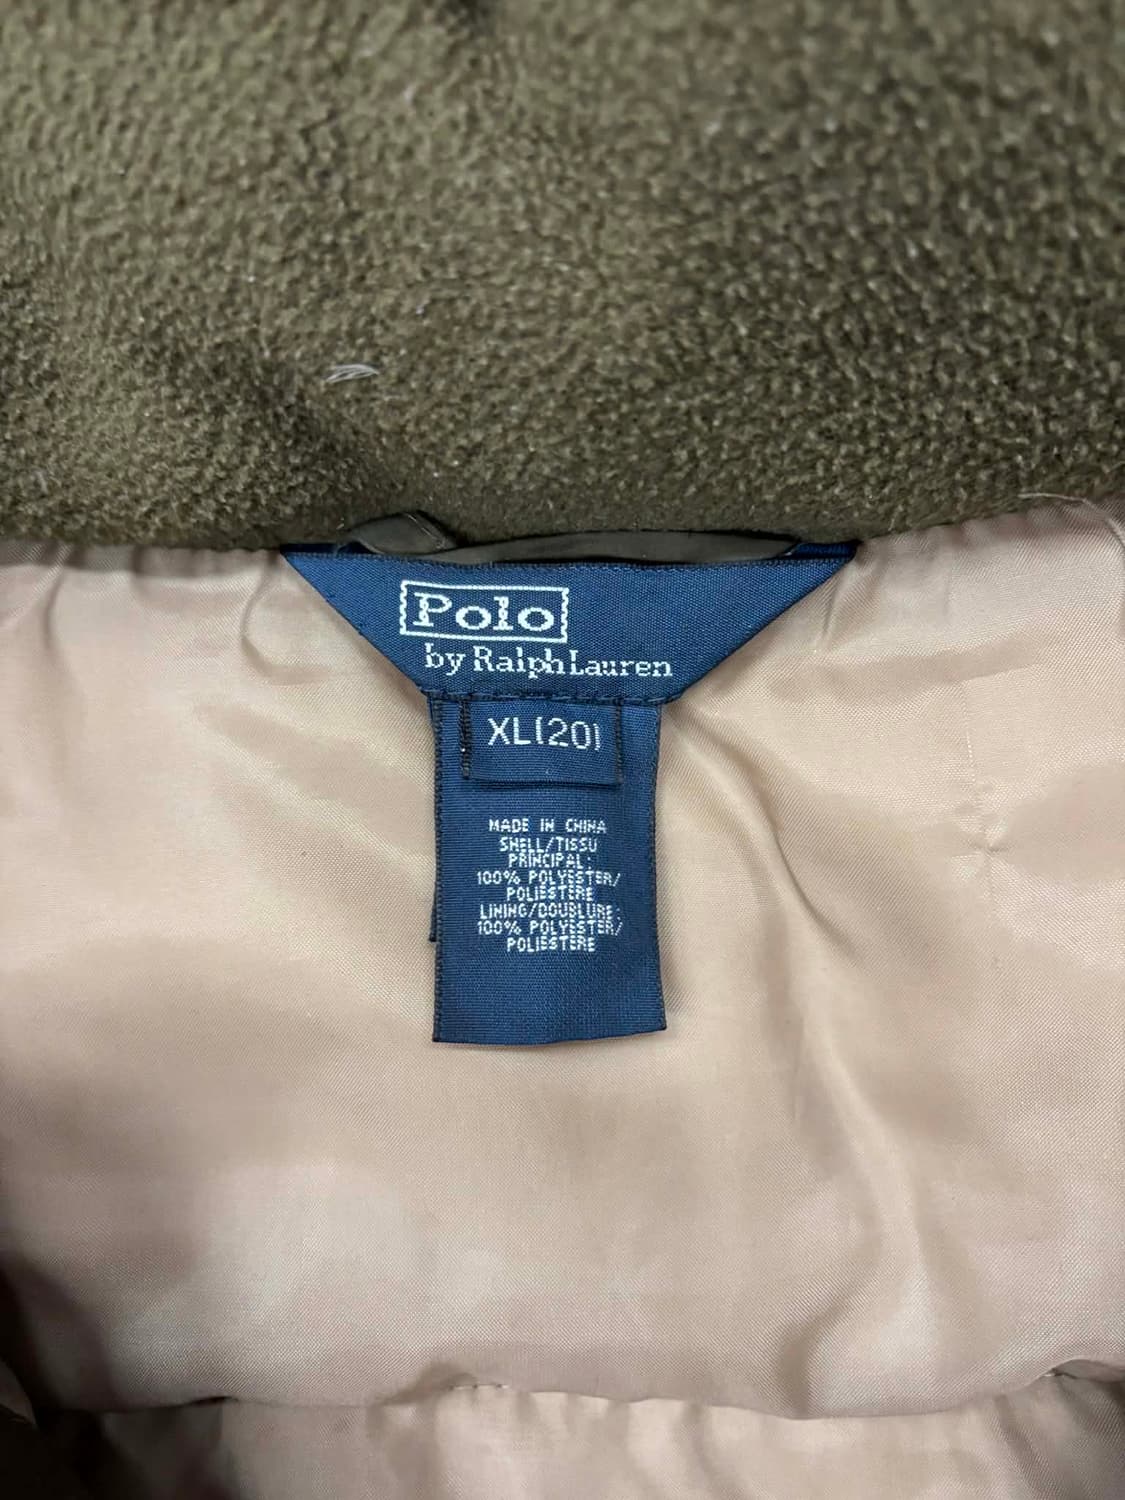 Polo
by Ralph Lauren
XL(20)
MADE IN CHINA
SHELL/TISSU
PRINCIPAL:
100% POLYESTER/
POLIESTERE
LINING/DOUBLURE:
100% POLYESTER/
POLIESTERE